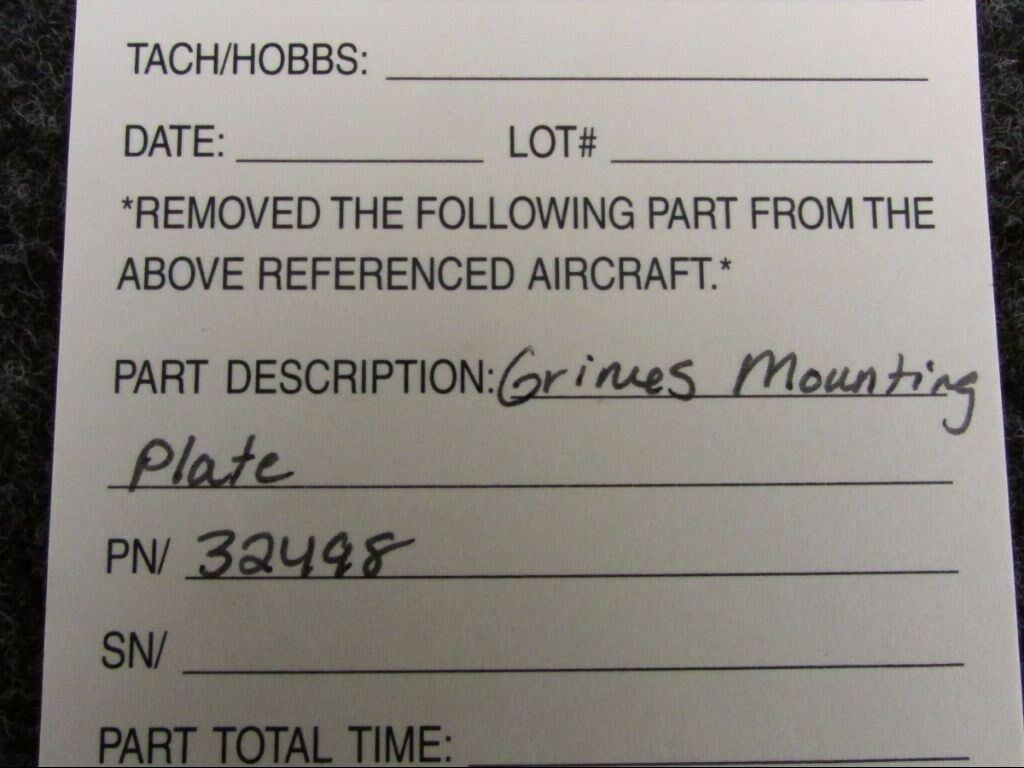 TACH/HOBBS:
DATE: LOT#
*REMOVED THE FOLLOWING PART FROM THE
ABOVE REFERENCED AIRCRAFT.*
PART DESCRIPTION: Grimes Mounting
Plate
PN/ 32498
SN/
PART TOTAL TIME: